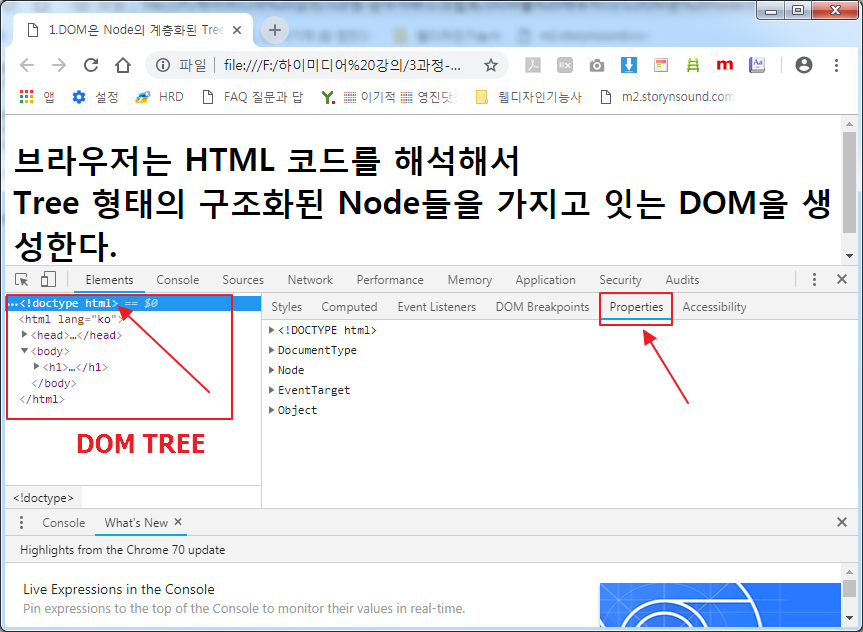 1.DOM은 Node의 계층화된 Tree
파일 | file:///F:/하이미디어%20강의/3과정-...
앱 설정 HRD FAQ 질문과 답 이기적 영진닷 웹디자인기능사 m2.storynsound.com
브라우저는 HTML 코드를 해석해서
Tree 형태의 구조화된 Node들을 가지고 잇는 DOM을 생
성한다.
Elements Console Sources Network Performance Memory Application Security Audits
...<!doctype html> == $0
<html lang="ko">
<head>…</head>
<body>
<h1>…</h1>
</body>
</html>
DOM TREE
<!doctype>
Styles Computed Event Listeners DOM Breakpoints Properties Accessibility
<!DOCTYPE html>
DocumentType
Node
EventTarget
Object
Console What's New
Highlights from the Chrome 70 update
Live Expressions in the Console
Pin expressions to the top of the Console to monitor their values in real-time.